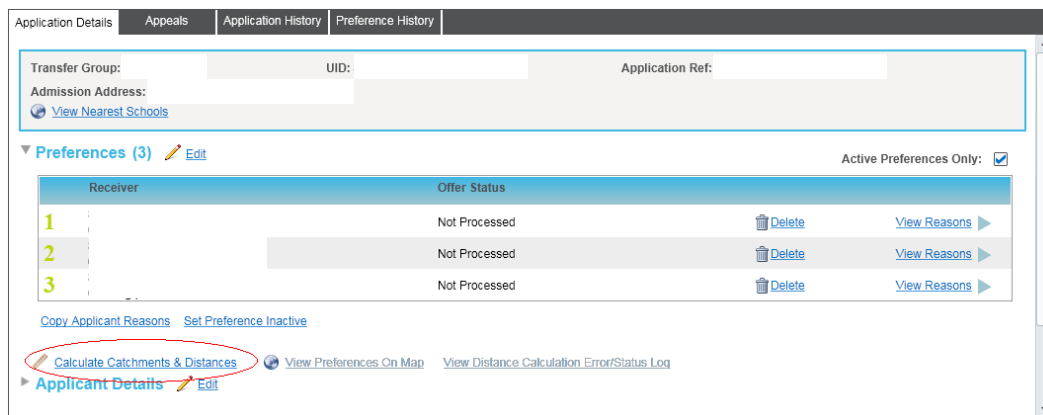 Application Details Appeals Application History Preference History
Transfer Group: UID: Application Ref:
Admission Address:
View Nearest Schools
Preferences (3) Edit Active Preferences Only:
Receiver Offer Status
1 Not Processed Delete View Reasons
2 Not Processed Delete View Reasons
3 Not Processed Delete View Reasons
Copy Applicant Reasons Set Preference Inactive
Calculate Catchments & Distances View Preferences On Map View Distance Calculation Error/Status Log
Applicant Details Edit